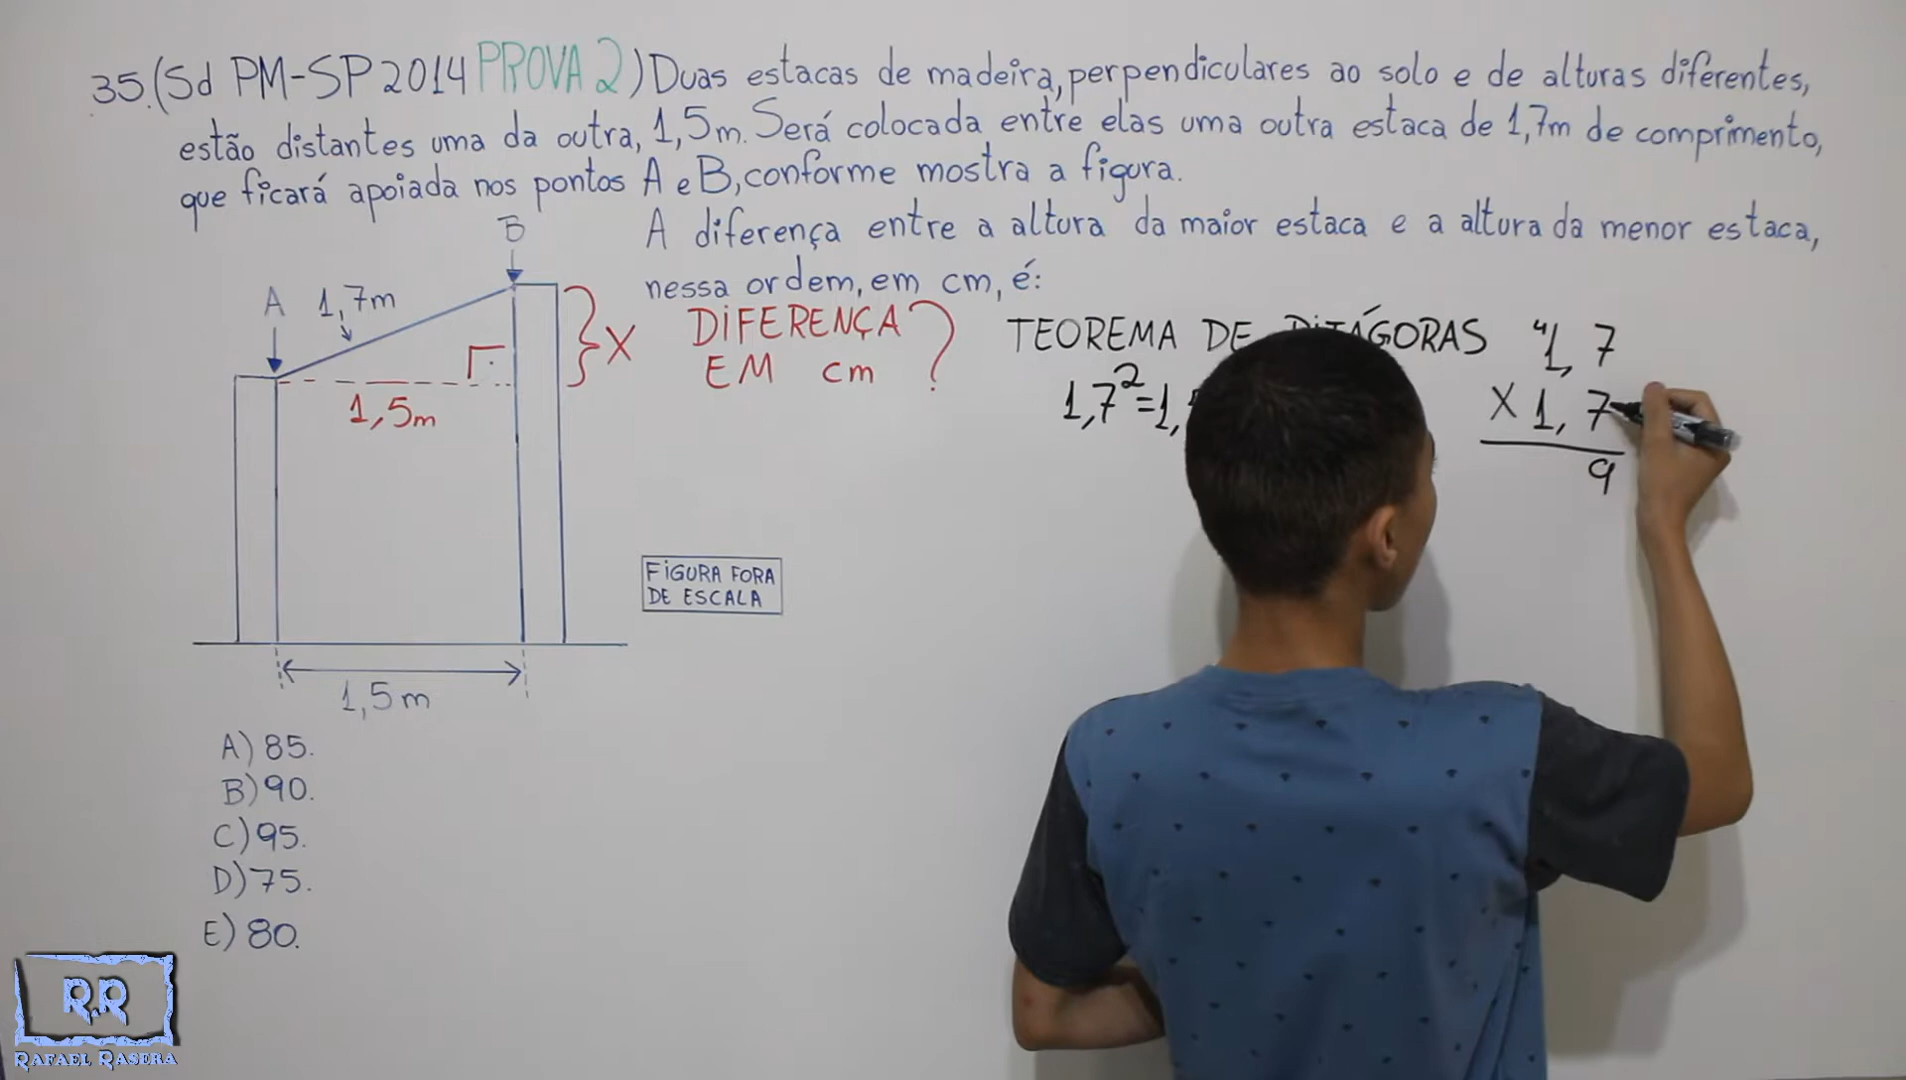 35.(Sd PM-SP 2014 PROVA 2) Duas estacas de madeira, perpendiculares ao solo e de alturas diferentes,
estão distantes uma da outra, 1,5m. Será colocada entre elas uma outra estaca de 1,7m de comprimento,
que ficará apoiada nos pontos A e B, conforme mostra a figura.
A diferença entre a altura da maior estaca e a altura da menor estaca,
nessa ordem, em cm, é:
B
A 1,7m
X
DIFERENÇA
EM cm ?
1,5m
TEOREMA DE PITÁGORAS
1,7²=1,
4
1,7
X 1,7
9
FIGURA FORA
DE ESCALA
1,5m
A) 85.
B) 90.
C) 95.
D) 75.
E) 80.
R.R
RAFAEL RASERA